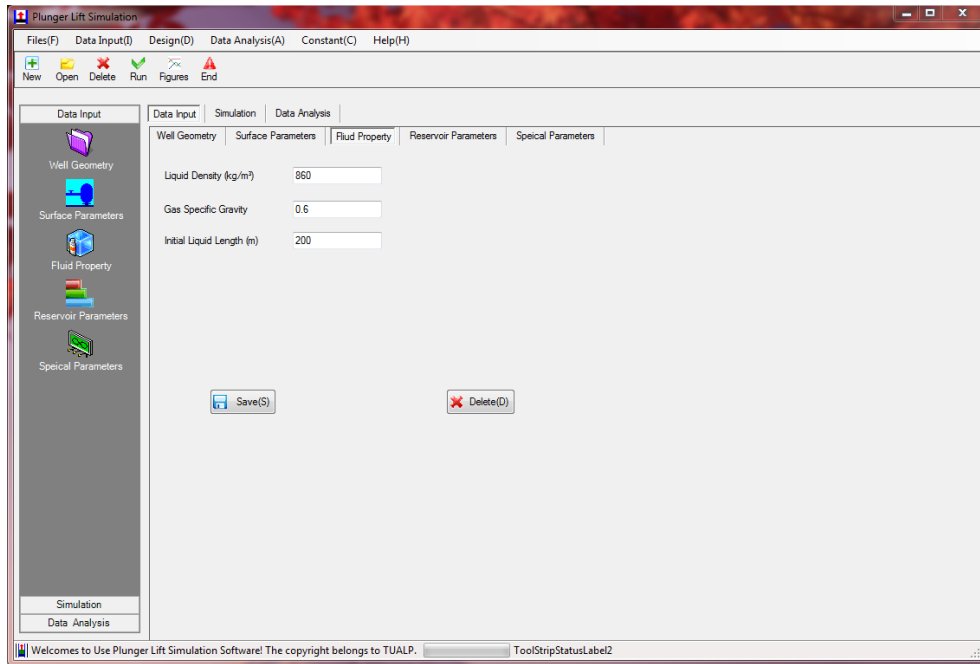 Plunger Lift Simulation
Files(F) Data Input(I) Design(D) Data Analysis(A) Constant(C) Help(H)
New Open Delete Run Figures End
Data Input
Well Geometry
Surface Parameters
Fluid Property
Reservoir Parameters
Speical Parameters
Simulation
Data Analysis
Data Input Simulation Data Analysis
Well Geometry Surface Parameters Fliud Property Reservoir Parameters Speical Parameters
Liquid Density (kg/m³) 860
Gas Specific Gravity 0.6
Initial Liquid Length (m) 200
Save(S) Delete(D)
Welcomes to Use Plunger Lift Simulation Software! The copyright belongs to TUALP. ToolStripStatusLabel2